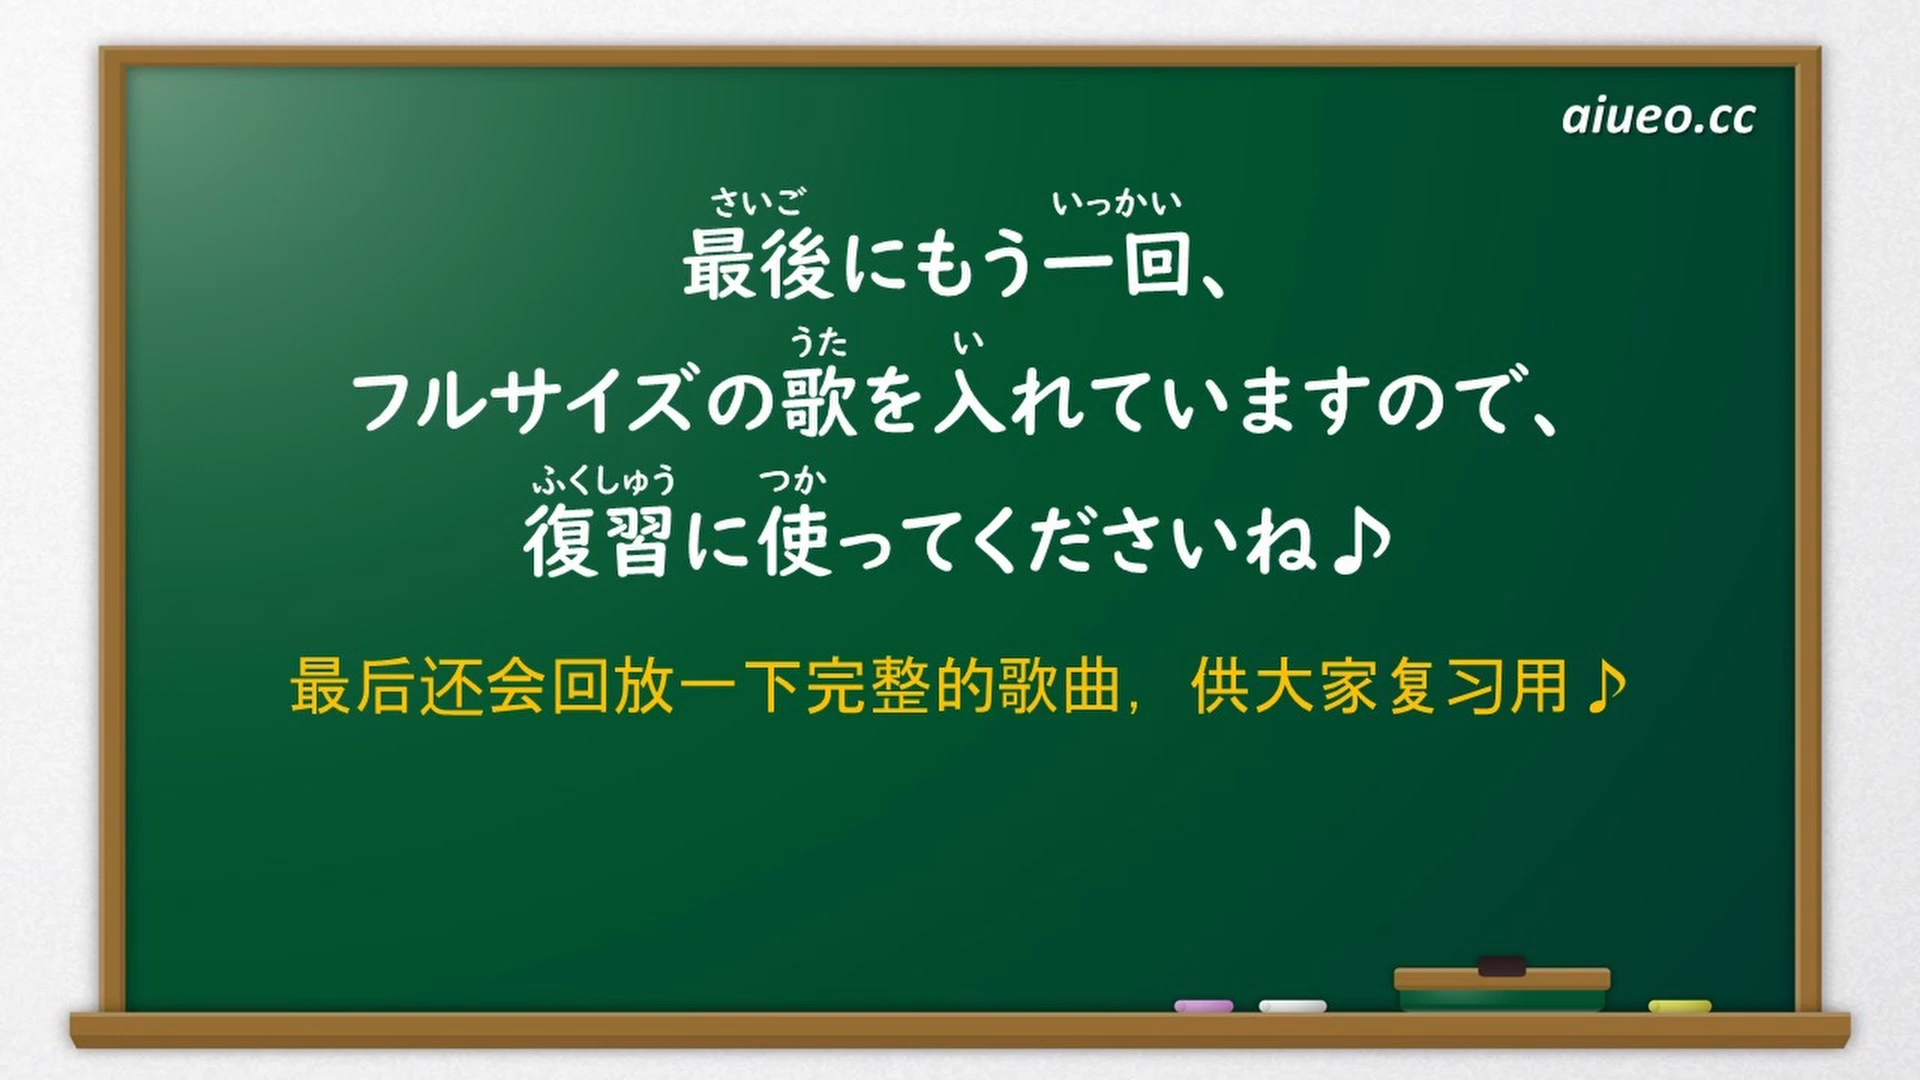 aiueo.cc
さいご いっかい
最後にもう一回、
うた い
フルサイズの歌を入れていますので、
ふくしゅう つか
復習に使ってくださいね♪
最后还会回放一下完整的歌曲，供大家复习用♪